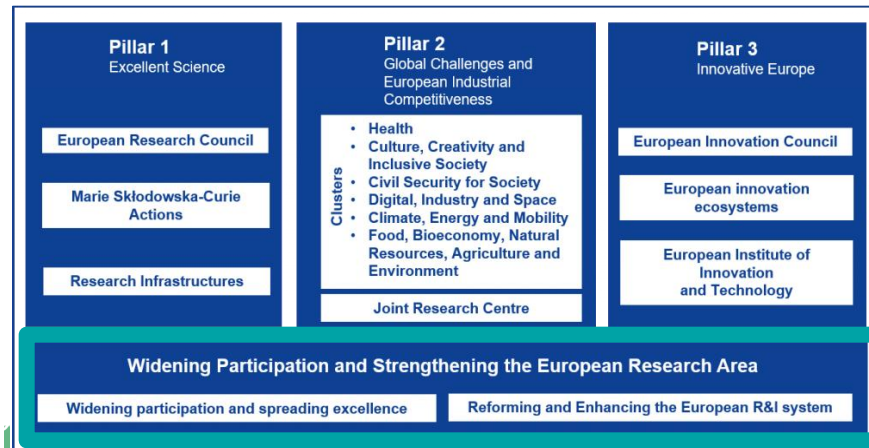 Pillar 1
Excellent Science
European Research Council
Marie Skłodowska-Curie
Actions
Research Infrastructures
Pillar 2
Global Challenges and
European Industrial
Competitiveness
Clusters
• Health
• Culture, Creativity and
Inclusive Society
• Civil Security for Society
• Digital, Industry and Space
• Climate, Energy and Mobility
• Food, Bioeconomy, Natural
Resources, Agriculture and
Environment
Joint Research Centre
Pillar 3
Innovative Europe
European Innovation Council
European innovation
ecosystems
European Institute of
Innovation
and Technology
Widening Participation and Strengthening the European Research Area
Widening participation and spreading excellence
Reforming and Enhancing the European R&I system